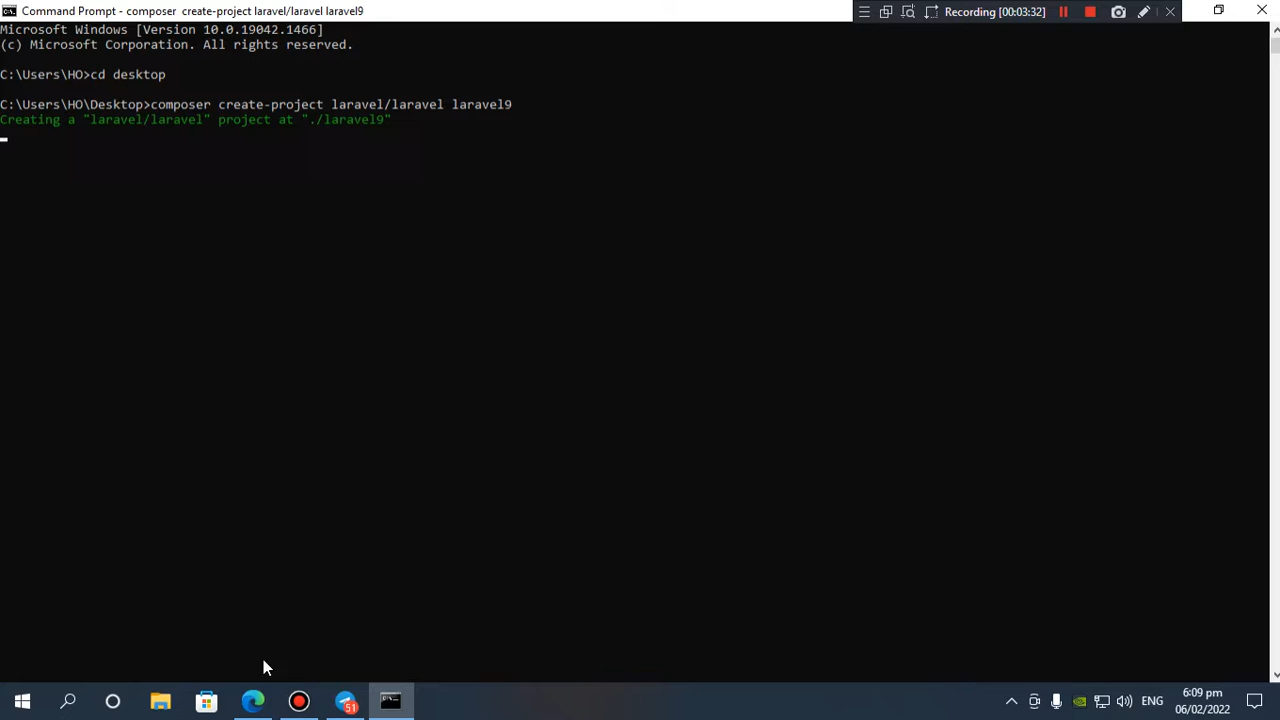 Command Prompt - composer  create-project laravel/laravel laravel9
Recording [00:03:32]
Microsoft Windows [Version 10.0.19042.1466]
(c) Microsoft Corporation. All rights reserved.
C:\Users\HO>cd desktop
C:\Users\HO\Desktop>composer create-project laravel/laravel laravel9
Creating a "laravel/laravel" project at "./laravel9"
51
ENG
6:09 pm
06/02/2022